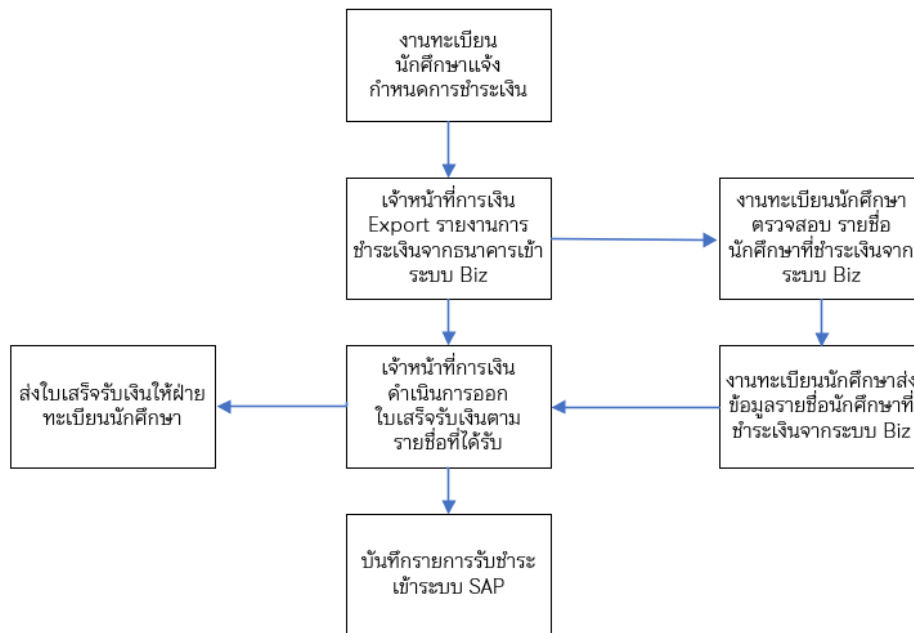 งานทะเบียน
นักศึกษาแจ้ง
กำหนดการชำระเงิน
เจ้าหน้าที่การเงิน
Export รายงานการ
ชำระเงินจากธนาคารเข้า
ระบบ Biz
งานทะเบียนนักศึกษา
ตรวจสอบ รายชื่อ
นักศึกษาที่ชำระเงินจาก
ระบบ Biz
ส่งใบเสร็จรับเงินให้ฝ่าย
ทะเบียนนักศึกษา
เจ้าหน้าที่การเงิน
ดำเนินการออก
ใบเสร็จรับเงินตาม
รายชื่อที่ได้รับ
งานทะเบียนนักศึกษาส่ง
ข้อมูลรายชื่อนักศึกษาที่
ชำระเงินจากระบบ Biz
บันทึกรายการรับชำระ
เข้าระบบ SAP